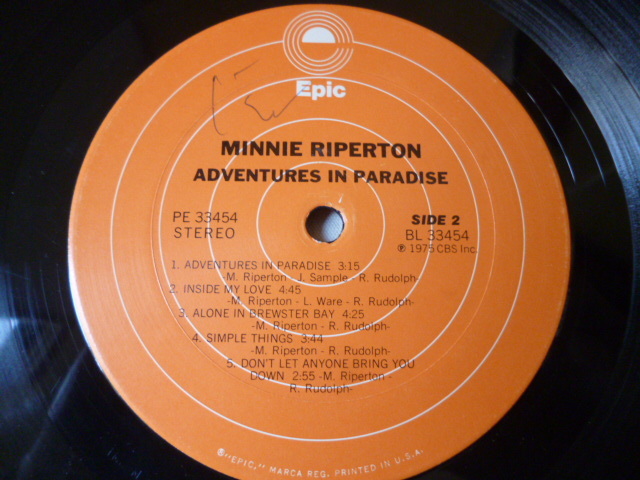 Epic
MINNIE RIPERTON
ADVENTURES IN PARADISE
PE 33454
STEREO
SIDE 2
BL 33454
℗ 1975 CBS Inc.
1. ADVENTURES IN PARADISE 3:15
-M. Riperton - J. Sample - R. Rudolph-
2. INSIDE MY LOVE 4:45
-M. Riperton - L. Ware - R. Rudolph-
3. ALONE IN BREWSTER BAY 4:25
-M. Riperton - R. Rudolph-
4. SIMPLE THINGS 3:44
-M. Riperton - R. Rudolph-
5. DON'T LET ANYONE BRING YOU
DOWN 2:55 -M. Riperton -
R. Rudolph-
®"EPIC," MARCA REG. PRINTED IN U.S.A.